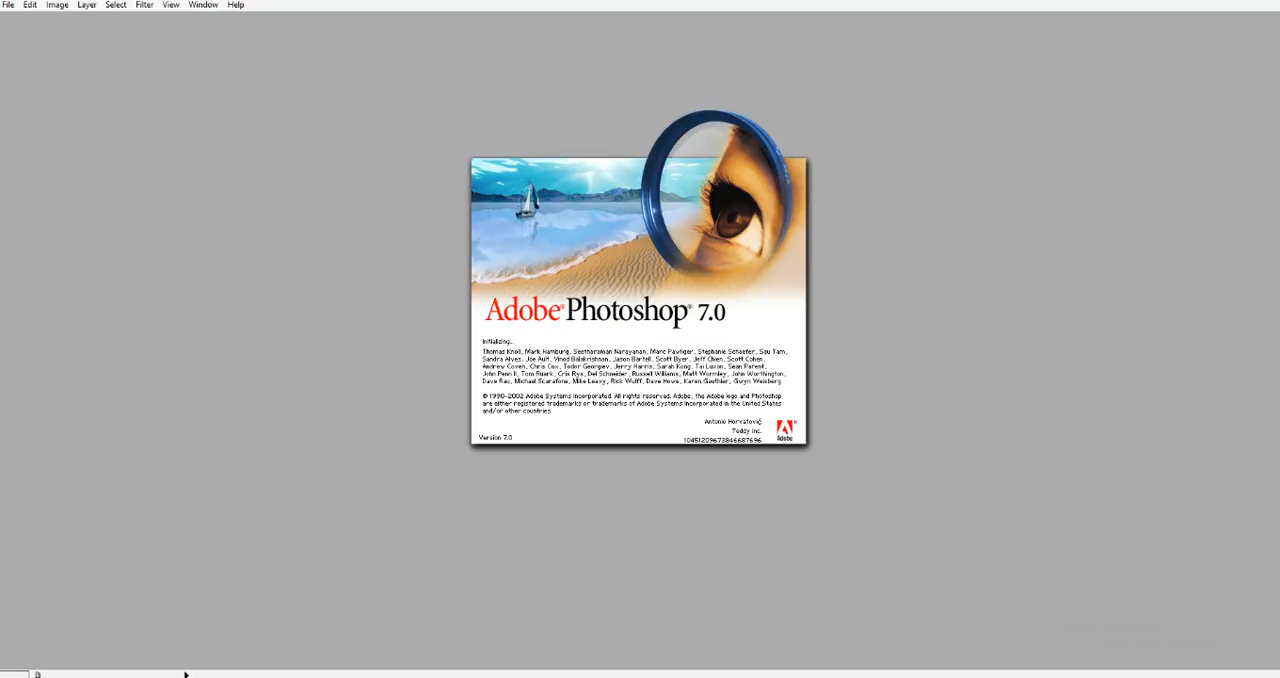 File Edit Image Layer Select Filter View Window Help
Adobe® Photoshop® 7.0
Initializing...
Thomas Knoll, Mark Hamburg, Seetharaman Narayanan, Marc Pawliger, Stephanie Schaefer, Sau Tam,
Sandra Alves, Joe Ault, Vinod Balakrishnan, Jason Bartell, Scott Byer, Jeff Chien, Scott Cohen,
Andrew Coven, Chris Cox, Todor Georgiev, Jerry Harris, Sarah Kong, Tai Luxon, Sean Parent,
John Penn II, Tom Ruark, Cris Rys, Del Schneider, Russell Williams, Matt Wormley, John Worthington,
Dave Rau, Michael Scarafone, Mike Leavy, Rick Wulff, Dave Howe, Karen Gauthier, Gwyn Weisberg
© 1990-2002 Adobe Systems Incorporated. All rights reserved. Adobe, the Adobe logo and Photoshop
are either registered trademarks or trademarks of Adobe Systems Incorporated in the United States
and/or other countries
Antonio Horvatović
Teddy inc.
Version 7.0
10451209673846687696
Adobe